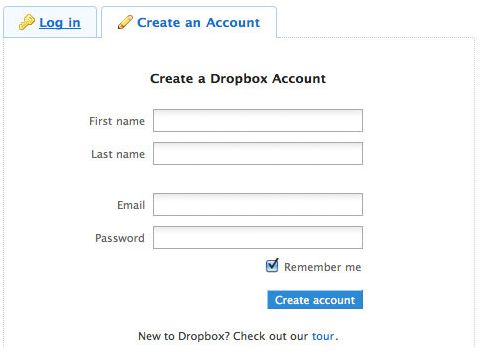 Log in
Create an Account
Create a Dropbox Account
First name
Last name
Email
Password
Remember me
Create account
New to Dropbox? Check out our tour.